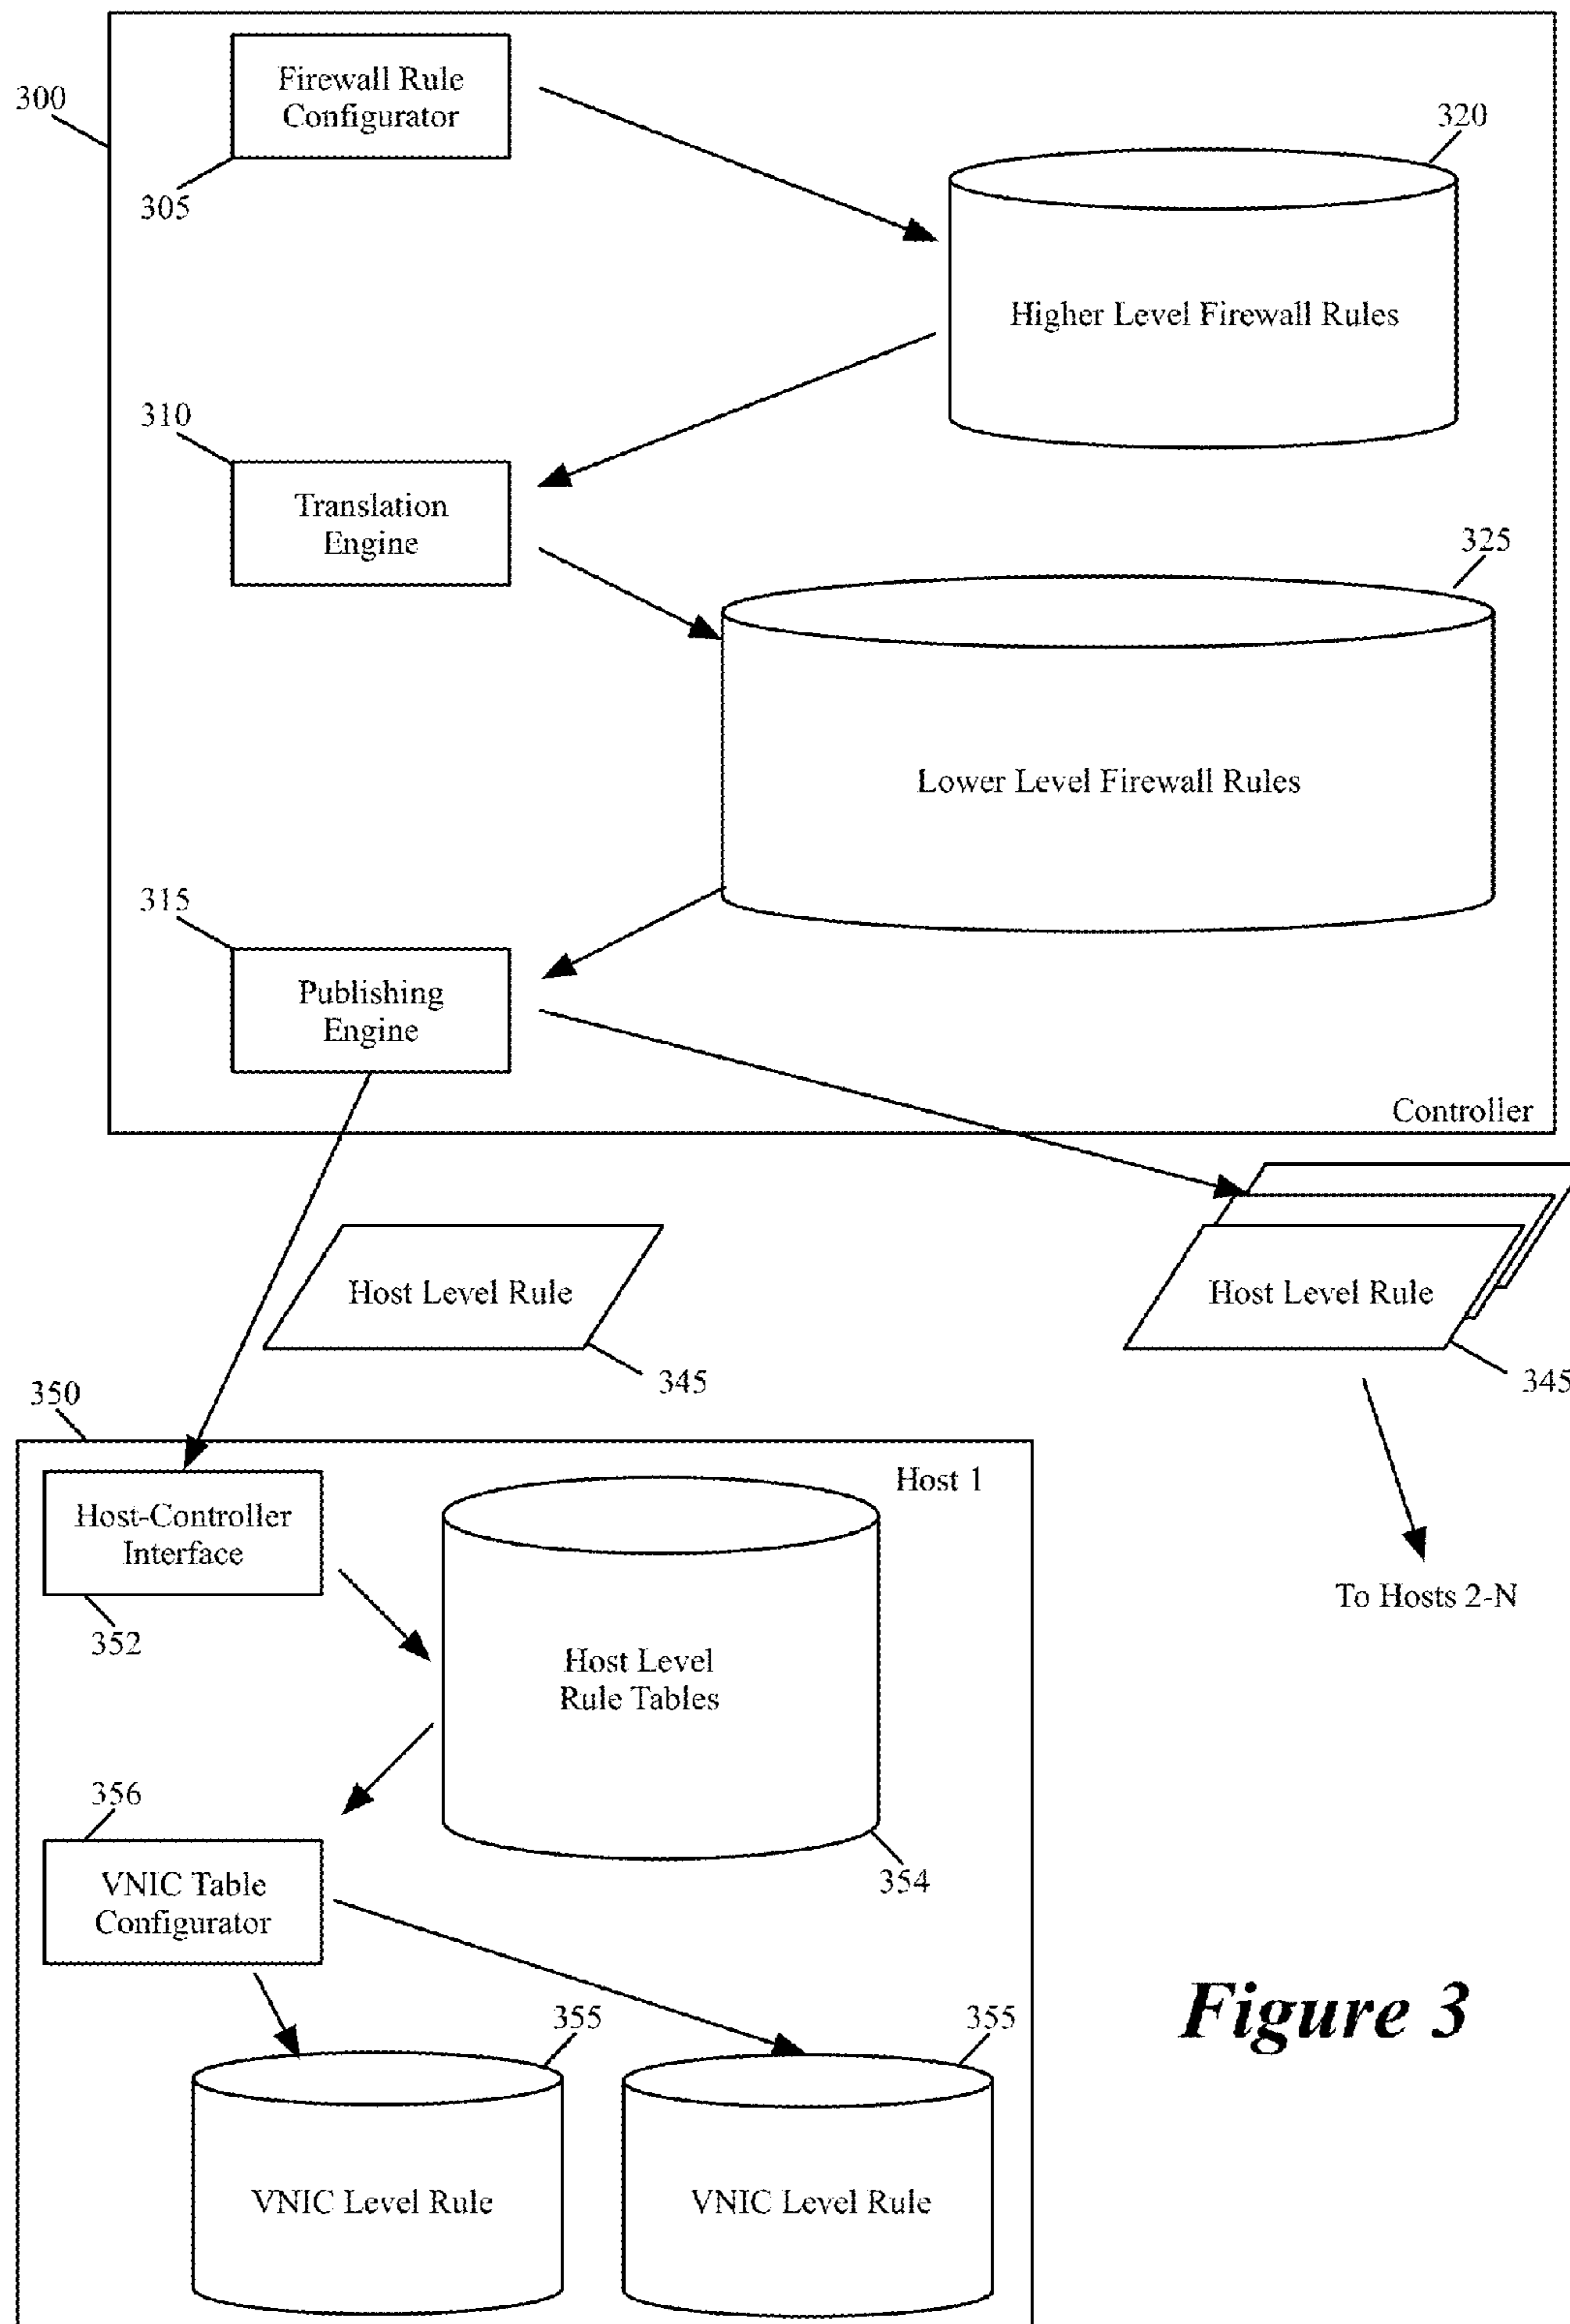 300
Firewall Rule
Configurator
305
320
Higher Level Firewall Rules
310
Translation
Engine
325
Lower Level Firewall Rules
315
Publishing
Engine
Controller
Host Level Rule
345
Host Level Rule
345
350
Host 1
Host-Controller
Interface
352
Host Level
Rule Tables
354
To Hosts 2-N
356
VNIC Table
Configurator
355
355
VNIC Level Rule
VNIC Level Rule
Figure 3